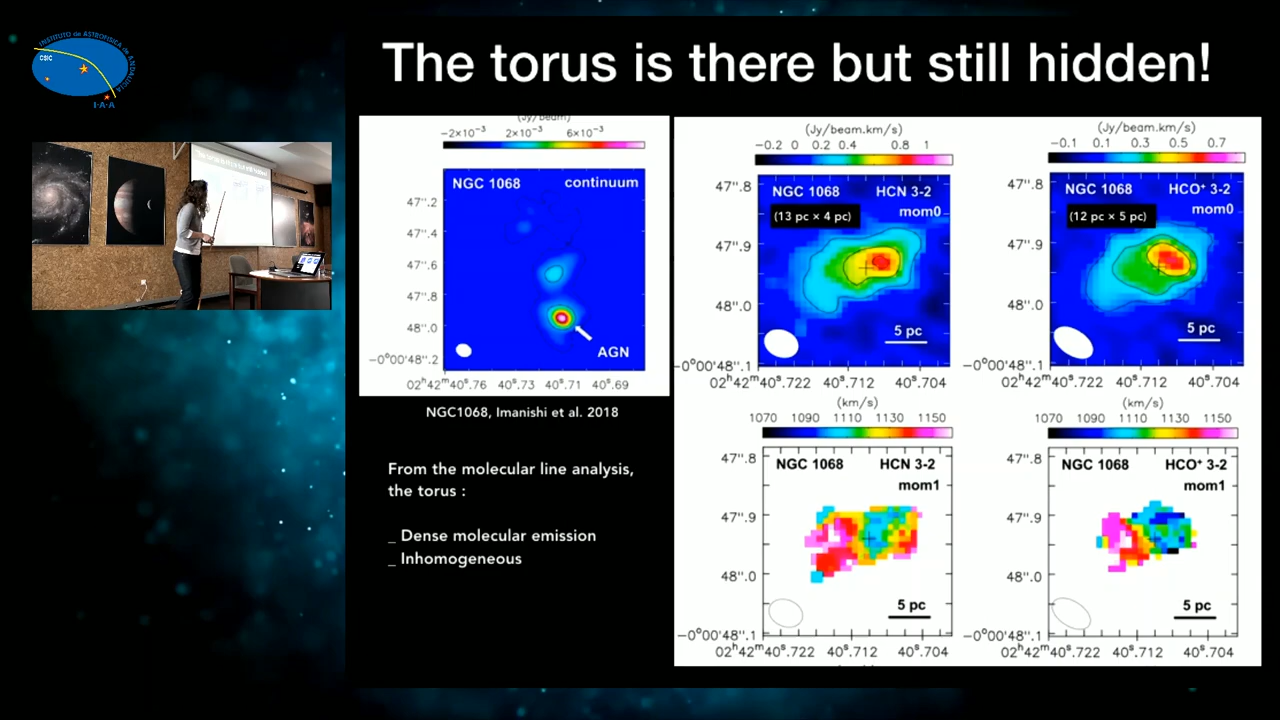 The torus is there but still hidden!
INSTITUTO de ASTROFÍSICA de ANDALUCÍA
CSIC
I·A·A
(Jy/beam)
−2×10⁻³ 2×10⁻³ 6×10⁻³
NGC 1068 continuum
47".2
47".4
47".6
47".8
48".0
−0°00'48".2
AGN
02ʰ42ᵐ40ˢ.76 40ˢ.73 40ˢ.71 40ˢ.69
NGC1068, Imanishi et al. 2018
From the molecular line analysis,
the torus :
_ Dense molecular emission
_ Inhomogeneous
(Jy/beam.km/s)
−0.2 0 0.2 0.4 0.8 1
NGC 1068 HCN 3-2
mom0
(13 pc × 4 pc)
47".8
47".9
48".0
−0°00'48".1
5 pc
02ʰ42ᵐ40ˢ.722 40ˢ.712 40ˢ.704
(Jy/beam.km/s)
−0.1 0.1 0.3 0.5 0.7
NGC 1068 HCO⁺ 3-2
mom0
(12 pc × 5 pc)
47".8
47".9
48".0
−0°00'48".1
5 pc
02ʰ42ᵐ40ˢ.722 40ˢ.712 40ˢ.704
(km/s)
1070 1090 1110 1130 1150
NGC 1068 HCN 3-2
mom1
47".8
47".9
48".0
−0°00'48".1
5 pc
02ʰ42ᵐ40ˢ.722 40ˢ.712 40ˢ.704
(km/s)
1070 1090 1110 1130 1150
NGC 1068 HCO⁺ 3-2
mom1
47".8
47".9
48".0
−0°00'48".1
5 pc
02ʰ42ᵐ40ˢ.722 40ˢ.712 40ˢ.704